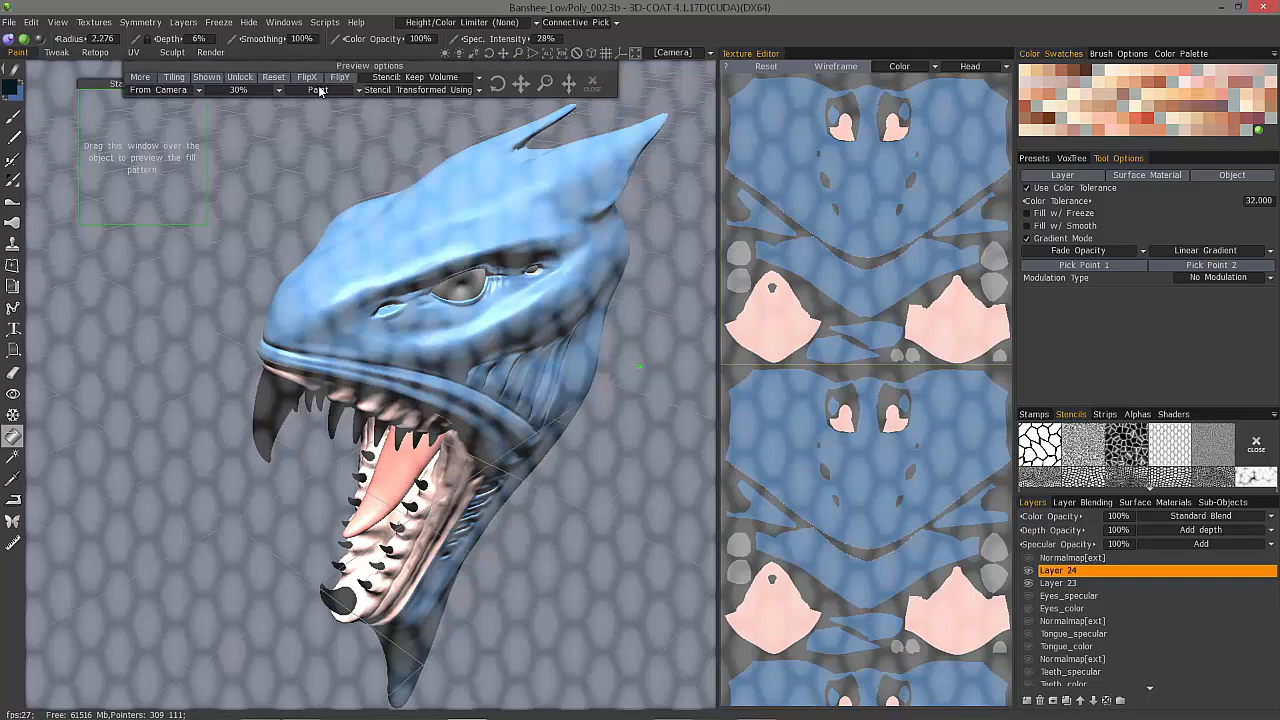 Banshee_LowPoly_002.3b - 3D-COAT 4.1.17D(CUDA)(DX64)
File Edit View Textures Symmetry Layers Freeze Hide Windows Scripts Help Height/Color Limiter (None) Connective Pick
Radius 2.276 Depth 6% Smoothing 100% Color Opacity 100% Spec. Intensity 28%
Paint Tweak Retopo UV Sculpt Render [Camera]
Preview options
More Tiling Shown Unlock Reset FlipX FlipY Stencil: Keep Volume
From Camera 30% Paint Stencil Transformed Using CLOSE
Sta
Drag this window over the
object to preview the fill
pattern
Texture Editor
? Reset Wireframe Color Head
Color Swatches Brush Options Color Palette
Presets VoxTree Tool Options
Layer Surface Material Object
Use Color Tolerance
Color Tolerance 32.000
Fill w/ Freeze
Fill w/ Smooth
Gradient Mode
Fade Opacity Linear Gradient
Pick Point 1 Pick Point 2
Modulation Type No Modulation
Stamps Stencils Strips Alphas Shaders
CLOSE
Layers Layer Blending Surface Materials Sub-Objects
Color Opacity 100% Standard Blend
Depth Opacity 100% Add depth
Specular Opacity 100% Add
Normalmap[ext]
Layer 24
Layer 23
Eyes_specular
Eyes_color
Normalmap[ext]
Tongue_specular
Tongue_color
Normalmap[ext]
Teeth_specular
Teeth_color
fps:27; Free: 61516 Mb,Pointers: 309 111;